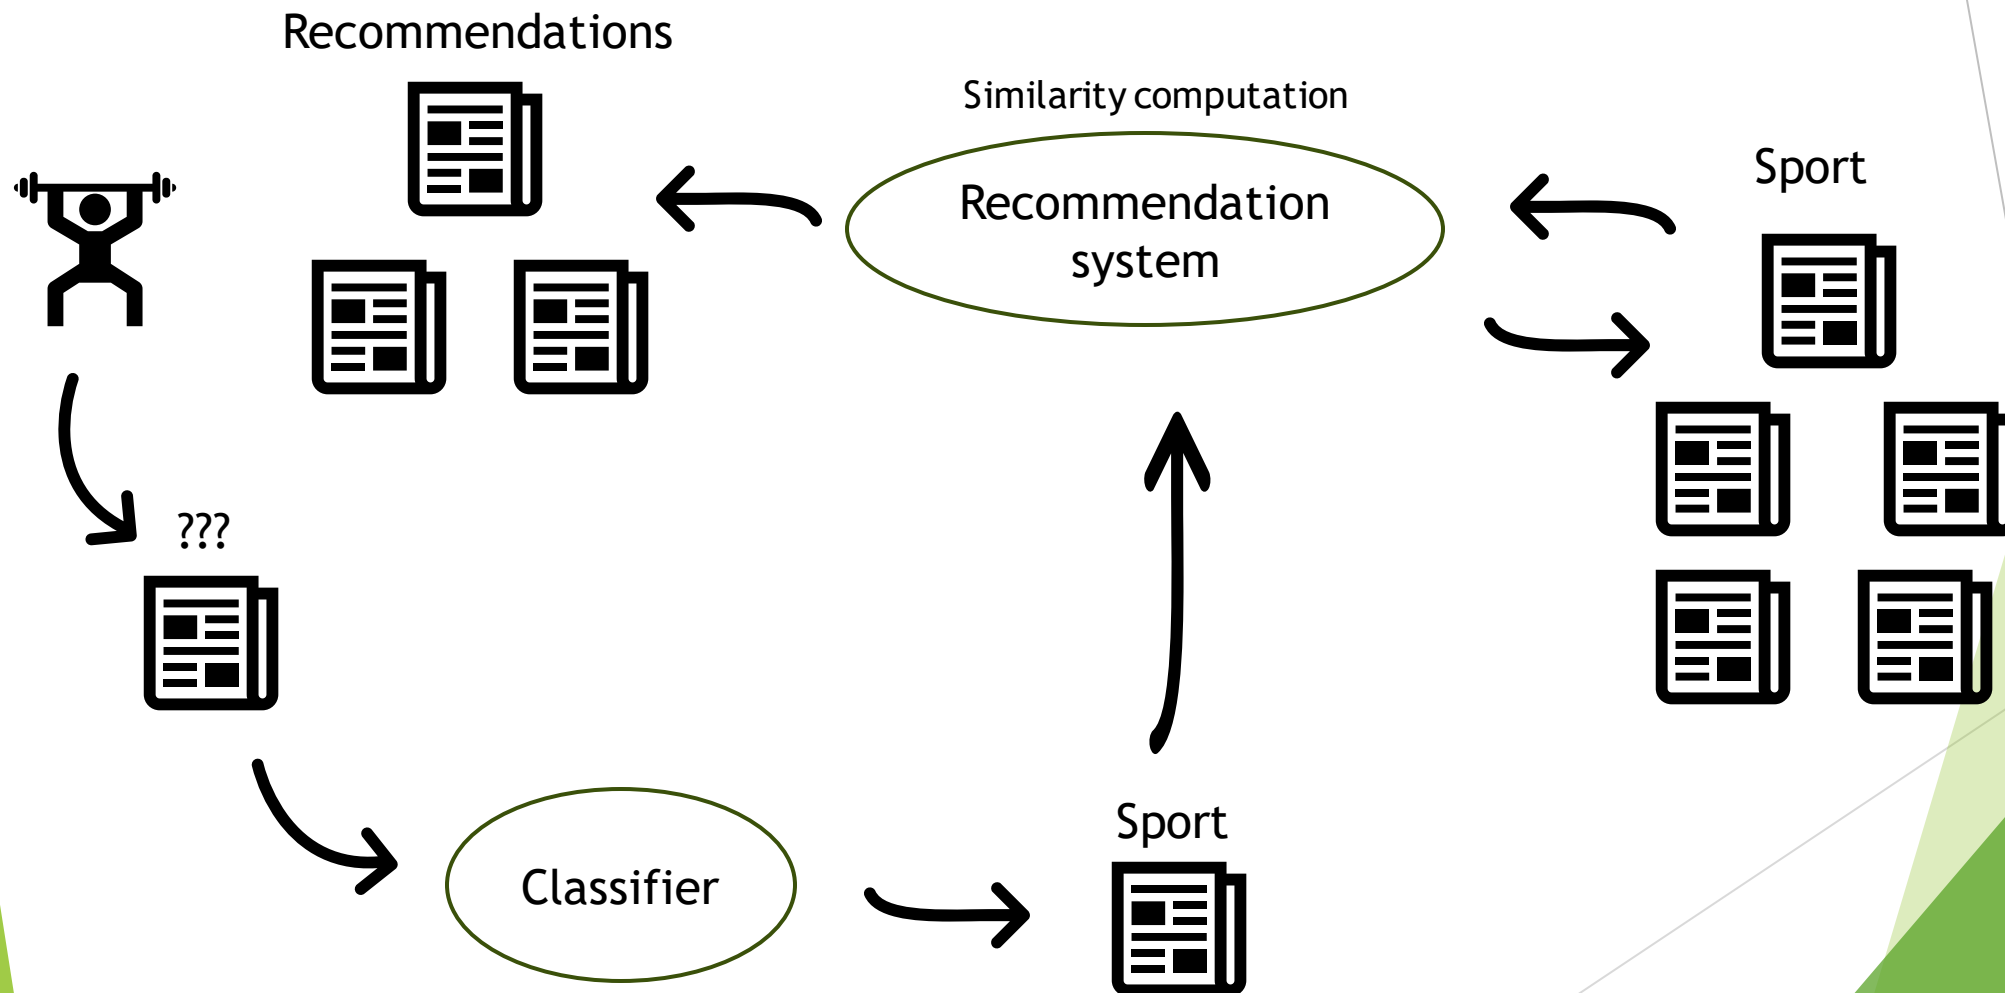 Recommendations
Similarity computation
Recommendation
system
Sport
???
Classifier
Sport